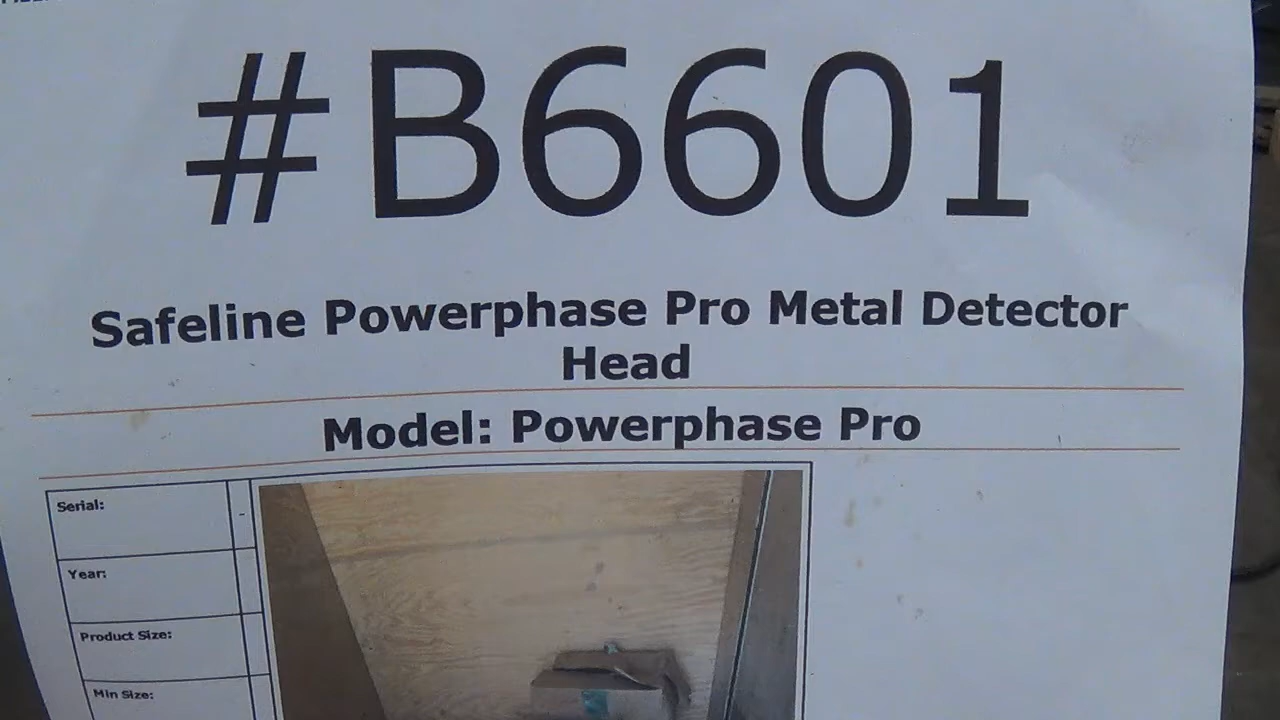 #B6601
Safeline Powerphase Pro Metal Detector
Head
Model: Powerphase Pro
Serial:
-
Year:
Product Size:
Min Size: